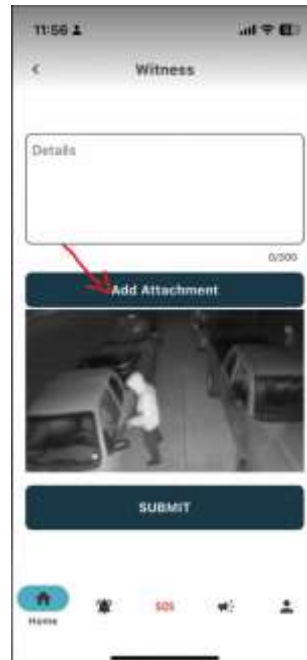 11:56
Witness
Details
0/300
Add Attachment
SUBMIT
SOS
Home